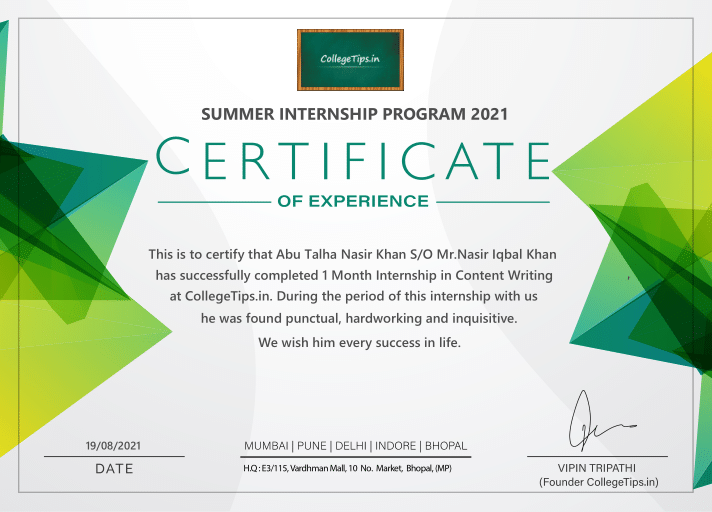 CollegeTips.in
SUMMER INTERNSHIP PROGRAM 2021
CERTIFICATE
OF EXPERIENCE
This is to certify that Abu Talha Nasir Khan S/O Mr.Nasir Iqbal Khan
has successfully completed 1 Month Internship in Content Writing
at CollegeTips.in. During the period of this internship with us
he was found punctual, hardworking and inquisitive.
We wish him every success in life.
19/08/2021
DATE
MUMBAI | PUNE | DELHI | INDORE | BHOPAL
H.Q : E3/115, Vardhman Mall, 10 No. Market, Bhopal, (MP)
VIPIN TRIPATHI
(Founder CollegeTips.in)